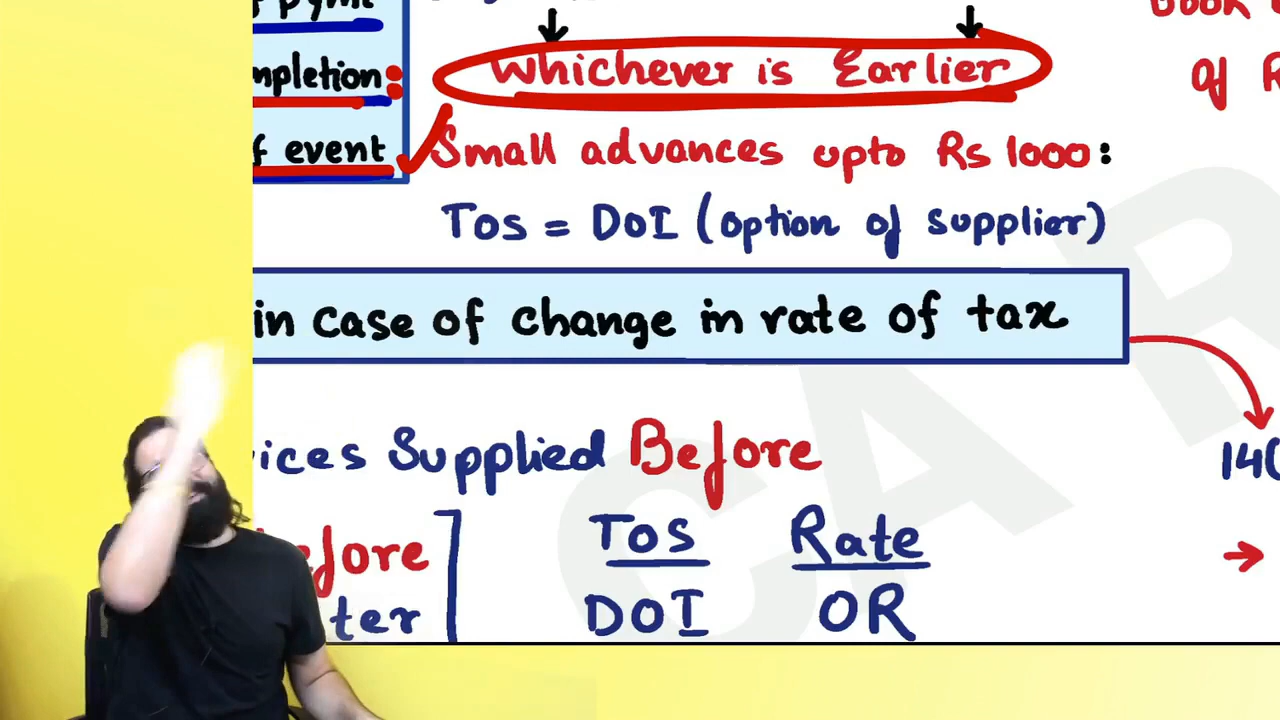 Whichever is Earlier
of
mpletion:
f event
Small advances upto Rs 1000:
TOS = DOI (option of supplier)
in case of change in rate of tax
ices Supplied Before
14(
efore
TOS Rate
→
ter
DOI OR
CAR